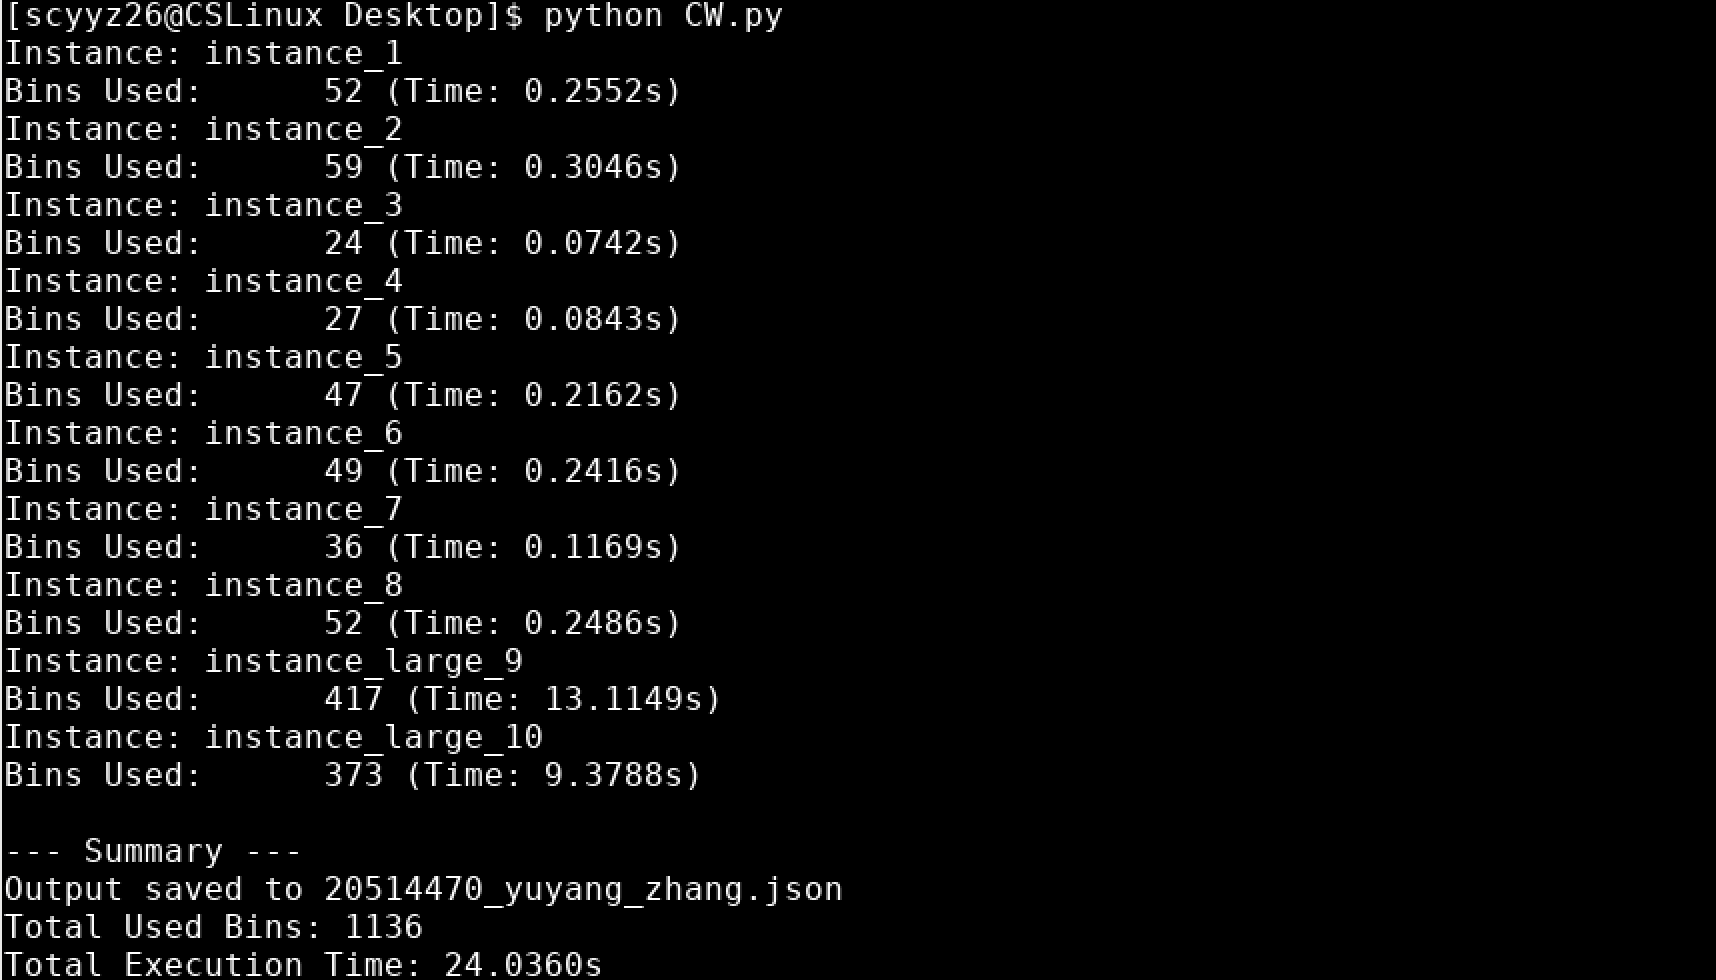 [scyyz26@CSLinux Desktop]$ python CW.py
Instance: instance_1
Bins Used:      52 (Time: 0.2552s)
Instance: instance_2
Bins Used:      59 (Time: 0.3046s)
Instance: instance_3
Bins Used:      24 (Time: 0.0742s)
Instance: instance_4
Bins Used:      27 (Time: 0.0843s)
Instance: instance_5
Bins Used:      47 (Time: 0.2162s)
Instance: instance_6
Bins Used:      49 (Time: 0.2416s)
Instance: instance_7
Bins Used:      36 (Time: 0.1169s)
Instance: instance_8
Bins Used:      52 (Time: 0.2486s)
Instance: instance_large_9
Bins Used:      417 (Time: 13.1149s)
Instance: instance_large_10
Bins Used:      373 (Time: 9.3788s)

--- Summary ---
Output saved to 20514470_yuyang_zhang.json
Total Used Bins: 1136
Total Execution Time: 24.0360s